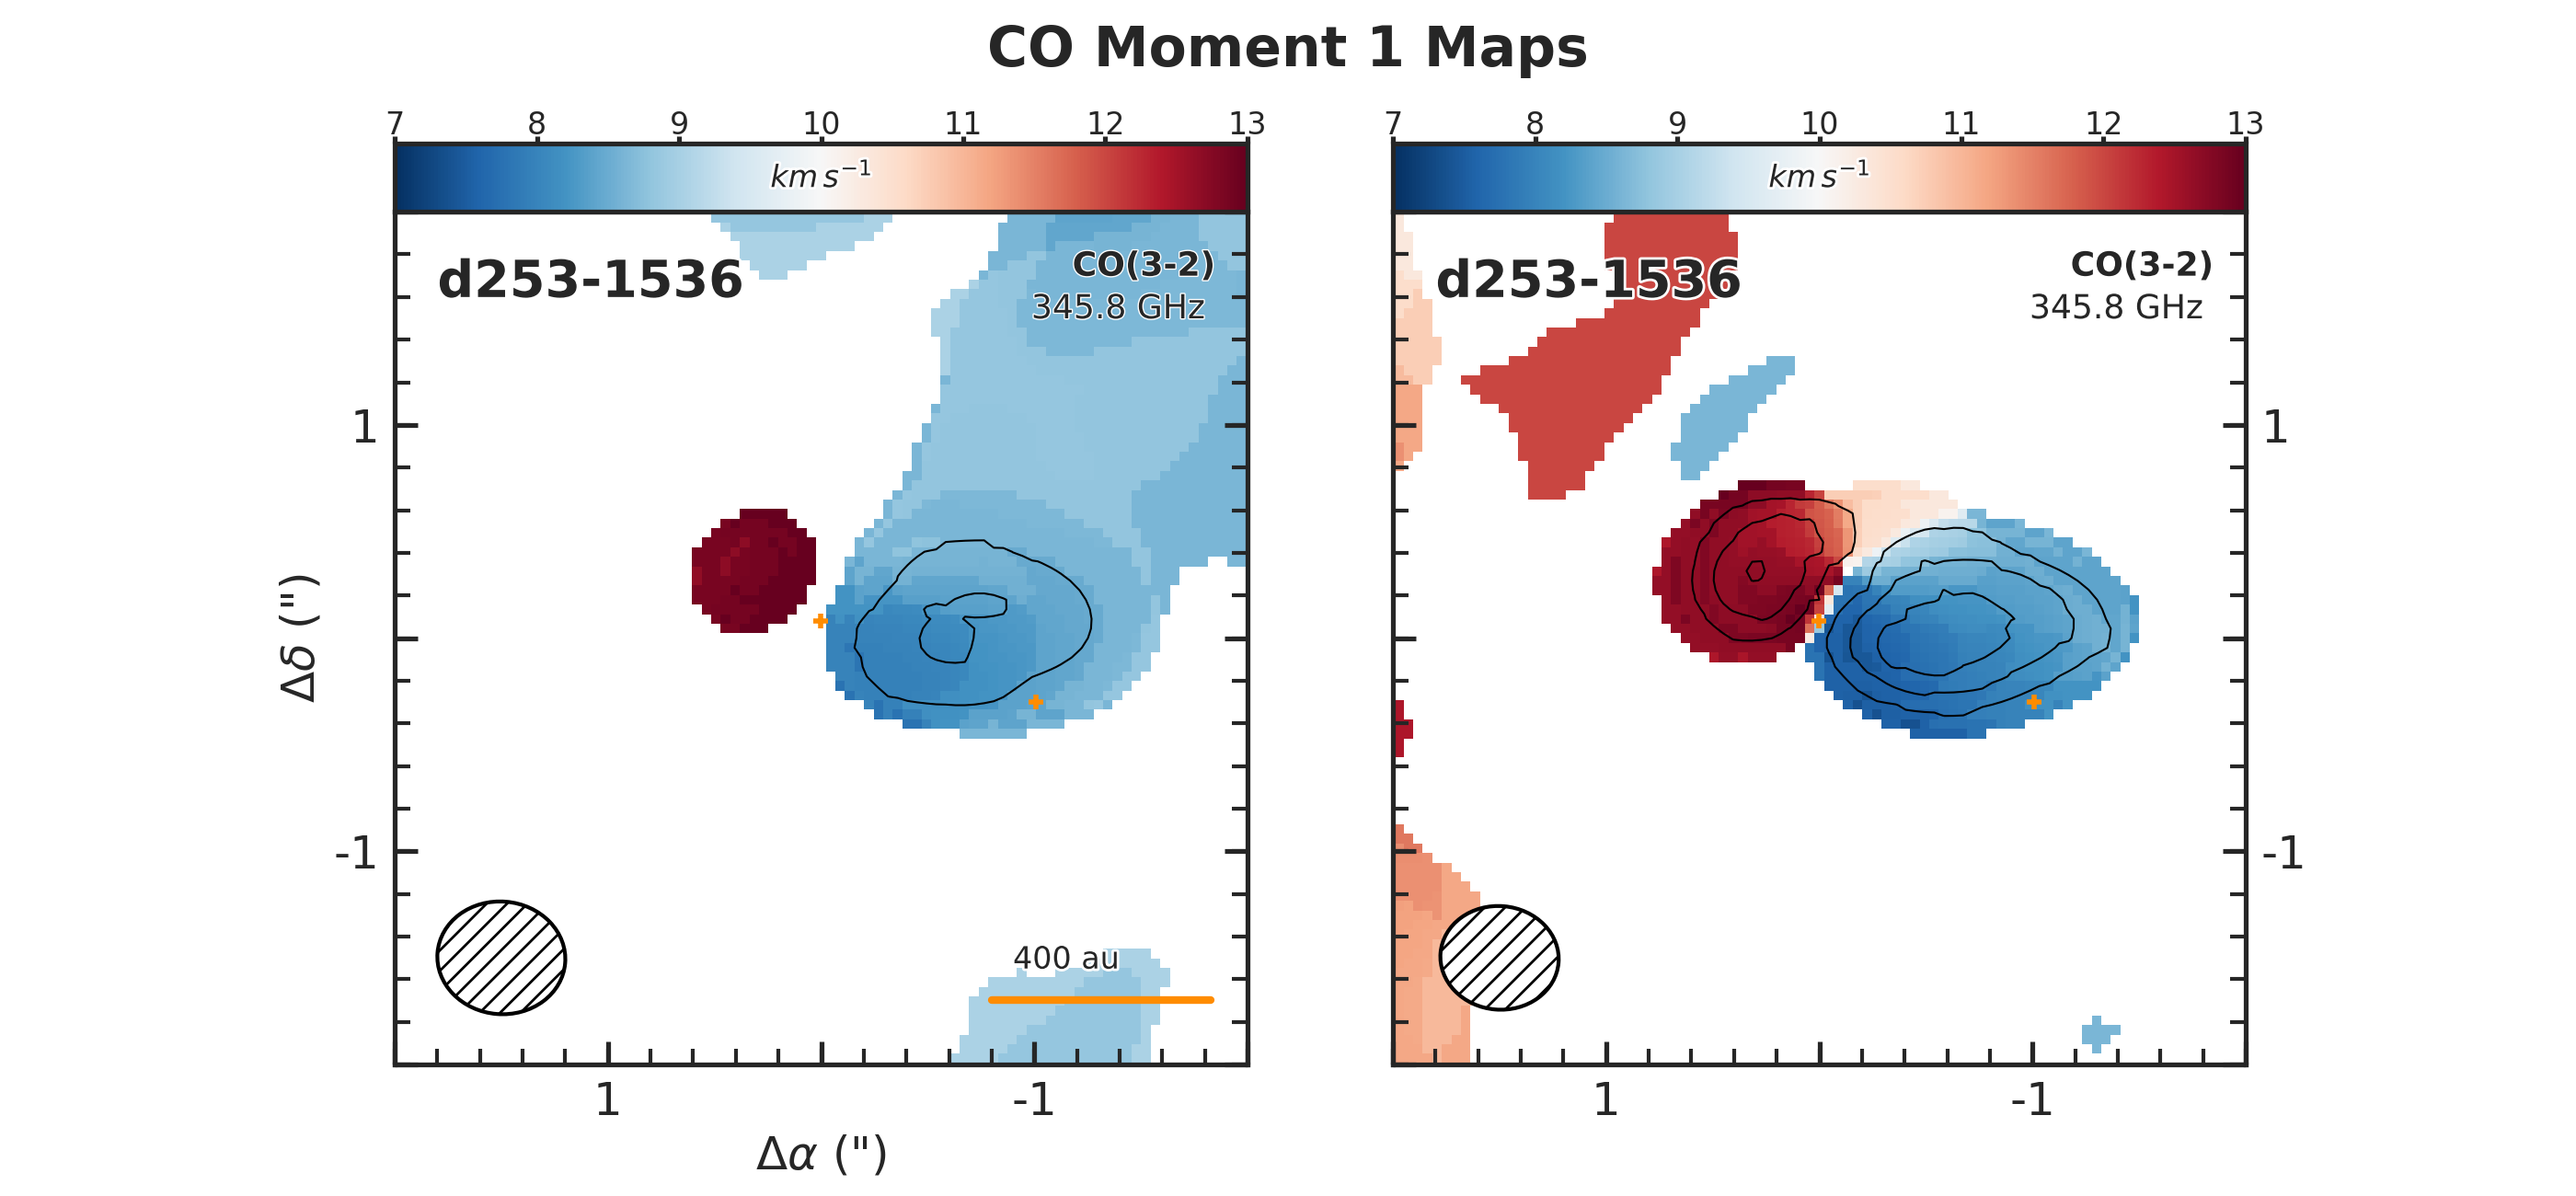 CO Moment 1 Maps
7 8 9 10 11 12 13
km s⁻¹
d253-1536
CO(3-2)
345.8 GHz
1
-1
Δδ (")
400 au
1 -1
Δα (")
7 8 9 10 11 12 13
km s⁻¹
d253-1536
CO(3-2)
345.8 GHz
1
-1
1 -1